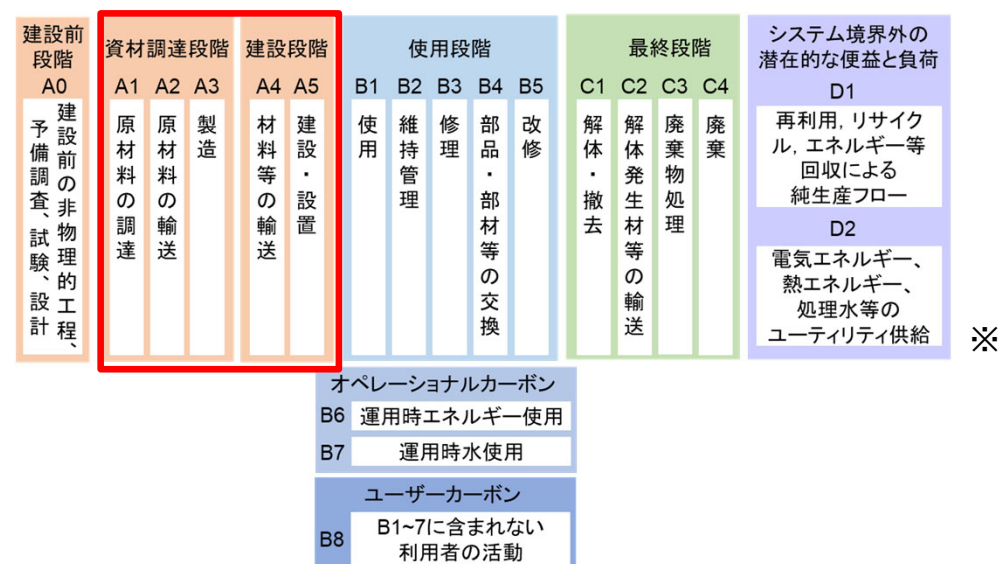 建設前
段階
A0
建設前の非物理的工程、
予備調査、試験、設計
資材調達段階
A1 A2 A3
原材料の調達
原材料の輸送
製造
建設段階
A4 A5
材料等の輸送
建設・設置
使用段階
B1 B2 B3 B4 B5
使用
維持管理
修理
部品・部材等の交換
改修
最終段階
C1 C2 C3 C4
解体・撤去
解体発生材等の輸送
廃棄物処理
廃棄
システム境界外の
潜在的な便益と負荷
D1
再利用, リサイク
ル, エネルギー等
回収による
純生産フロー
D2
電気エネルギー、
熱エネルギー、
処理水等の
ユーティリティ供給
※
オペレーショナルカーボン
B6 運用時エネルギー使用
B7 運用時水使用
ユーザーカーボン
B8
B1~7に含まれない
利用者の活動